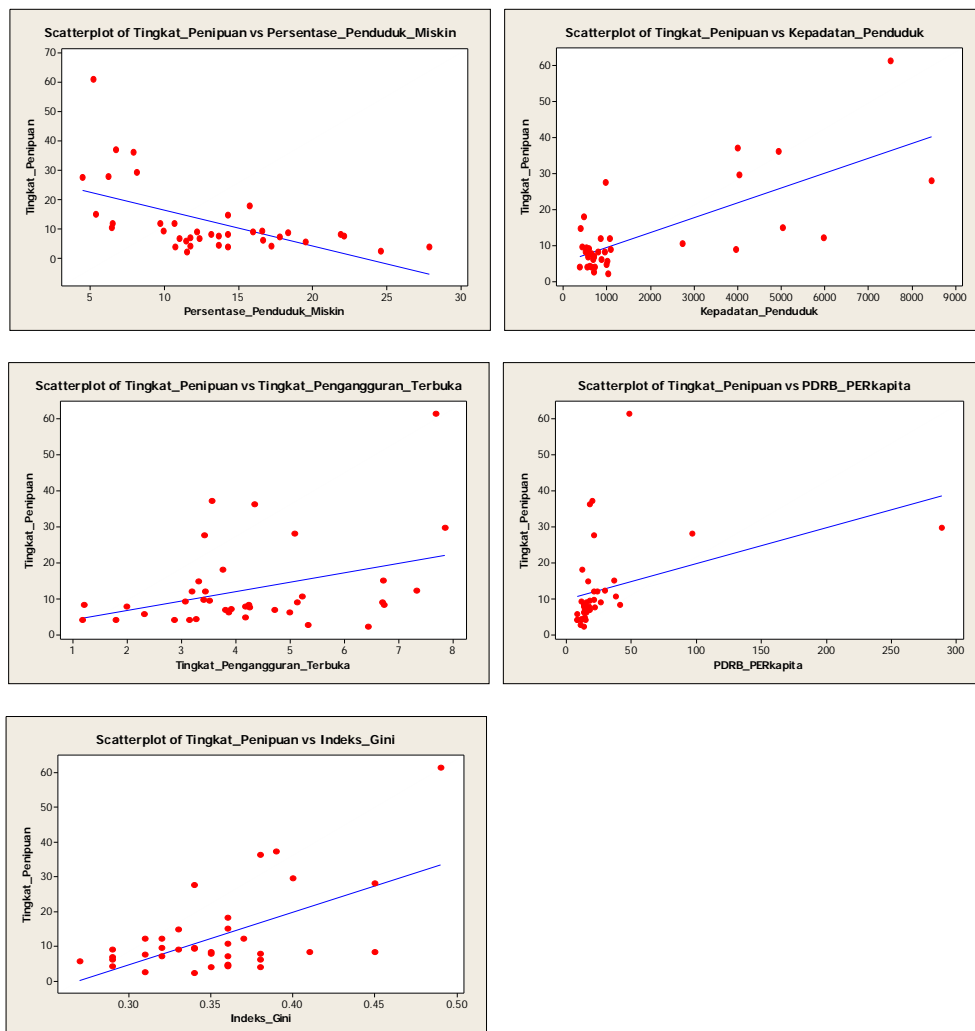 Scatterplot of Tingkat_Penipuan vs Persentase_Penduduk_Miskin
Tingkat_Penipuan
70
60
50
40
30
20
10
0
5 10 15 20 25 30
Persentase_Penduduk_Miskin
Scatterplot of Tingkat_Penipuan vs Kepadatan_Penduduk
Tingkat_Penipuan
60
50
40
30
20
10
0
0 1000 2000 3000 4000 5000 6000 7000 8000 9000
Kepadatan_Penduduk
Scatterplot of Tingkat_Penipuan vs Tingkat_Pengangguran_Terbuka
Tingkat_Penipuan
60
50
40
30
20
10
0
1 2 3 4 5 6 7 8
Tingkat_Pengangguran_Terbuka
Scatterplot of Tingkat_Penipuan vs PDRB_PERkapita
Tingkat_Penipuan
60
50
40
30
20
10
0
0 50 100 150 200 250 300
PDRB_PERkapita
Scatterplot of Tingkat_Penipuan vs Indeks_Gini
Tingkat_Penipuan
60
50
40
30
20
10
0
0.30 0.35 0.40 0.45 0.50
Indeks_Gini